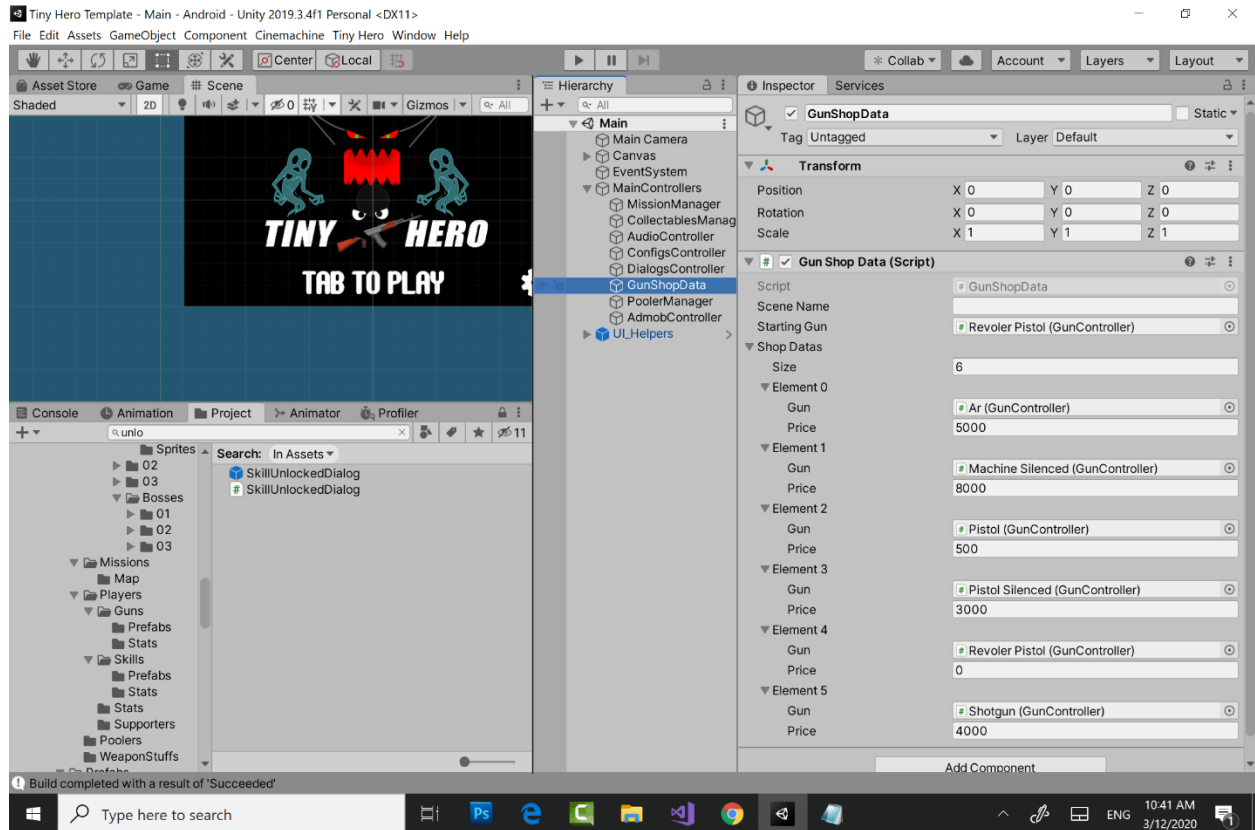 Tiny Hero Template - Main - Android - Unity 2019.3.4f1 Personal <DX11>
File Edit Assets GameObject Component Cinemachine Tiny Hero Window Help
Center Local Collab Account Layers Layout
Asset Store Game Scene
Shaded 2D 0 Gizmos All
TINY HERO
TAB TO PLAY
Console Animation Project Animator Profiler
unlo 11
Sprites
02
03
Bosses
01
02
03
Missions
Map
Players
Guns
Prefabs
Stats
Skills
Prefabs
Stats
Stats
Supporters
Poolers
WeaponStuffs
Search: In Assets
SkillUnlockedDialog
SkillUnlockedDialog
Hierarchy
All
Main
Main Camera
Canvas
EventSystem
MainControllers
MissionManager
CollectablesManag
AudioController
ConfigsController
DialogsController
GunShopData
PoolerManager
AdmobController
UI_Helpers
Inspector Services
GunShopData Static
Tag Untagged Layer Default
Transform
Position X 0 Y 0 Z 0
Rotation X 0 Y 0 Z 0
Scale X 1 Y 1 Z 1
Gun Shop Data (Script)
Script GunShopData
Scene Name
Starting Gun Revoler Pistol (GunController)
Shop Datas
Size 6
Element 0
Gun Ar (GunController)
Price 5000
Element 1
Gun Machine Silenced (GunController)
Price 8000
Element 2
Gun Pistol (GunController)
Price 500
Element 3
Gun Pistol Silenced (GunController)
Price 3000
Element 4
Gun Revoler Pistol (GunController)
Price 0
Element 5
Gun Shotgun (GunController)
Price 4000
Add Component
Build completed with a result of 'Succeeded'
Type here to search
Ps
ENG
10:41 AM
3/12/2020
1